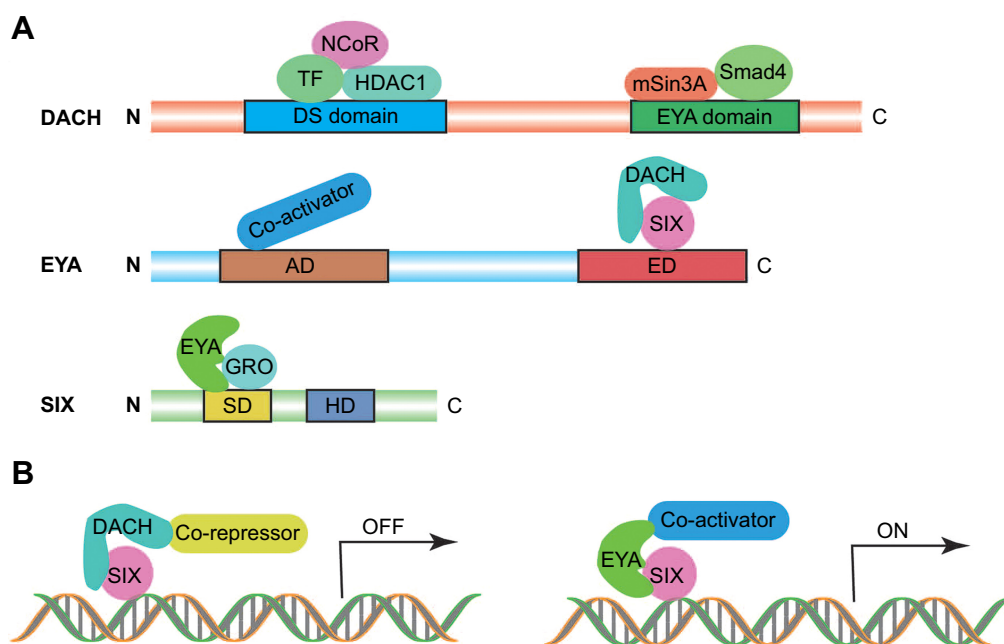 A
NCoR
TF
HDAC1
mSin3A
Smad4
DACH N DS domain EYA domain C
Co-activator
DACH
SIX
EYA N AD ED C
EYA
GRO
SIX N SD HD C
B
DACH
Co-repressor
SIX
OFF
Co-activator
EYA
SIX
ON